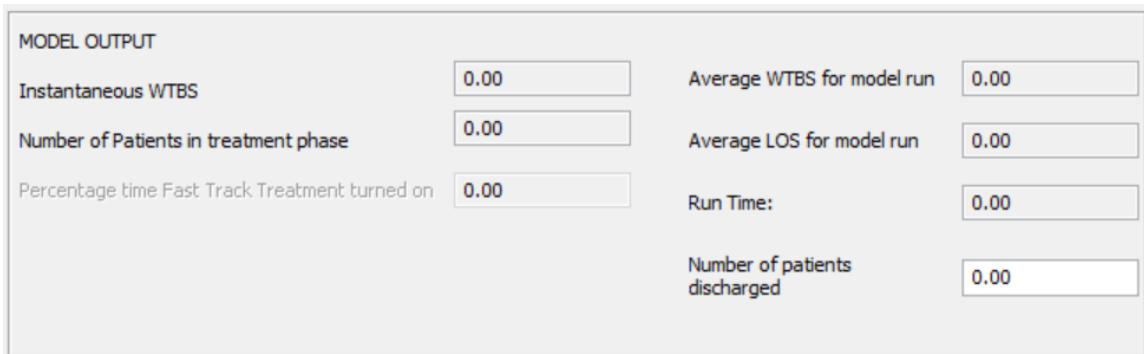 MODEL OUTPUT
Instantaneous WTBS 0.00
Number of Patients in treatment phase 0.00
Percentage time Fast Track Treatment turned on 0.00
Average WTBS for model run 0.00
Average LOS for model run 0.00
Run Time: 0.00
Number of patients
discharged 0.00